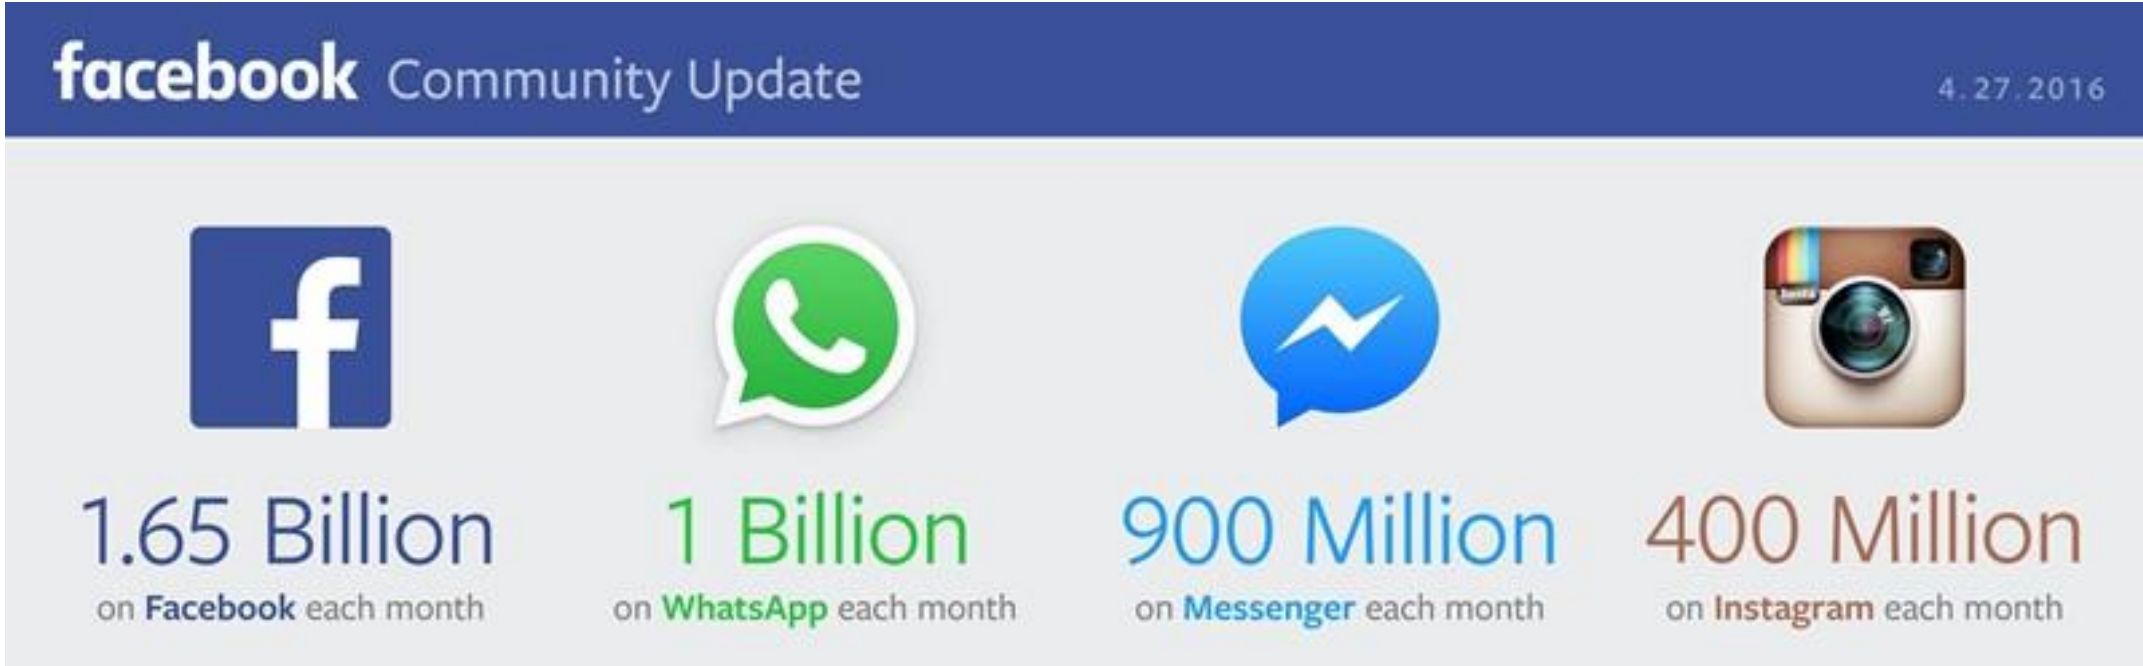 facebook Community Update
4.27.2016
1.65 Billion
on Facebook each month
1 Billion
on WhatsApp each month
900 Million
on Messenger each month
Insta
400 Million
on Instagram each month